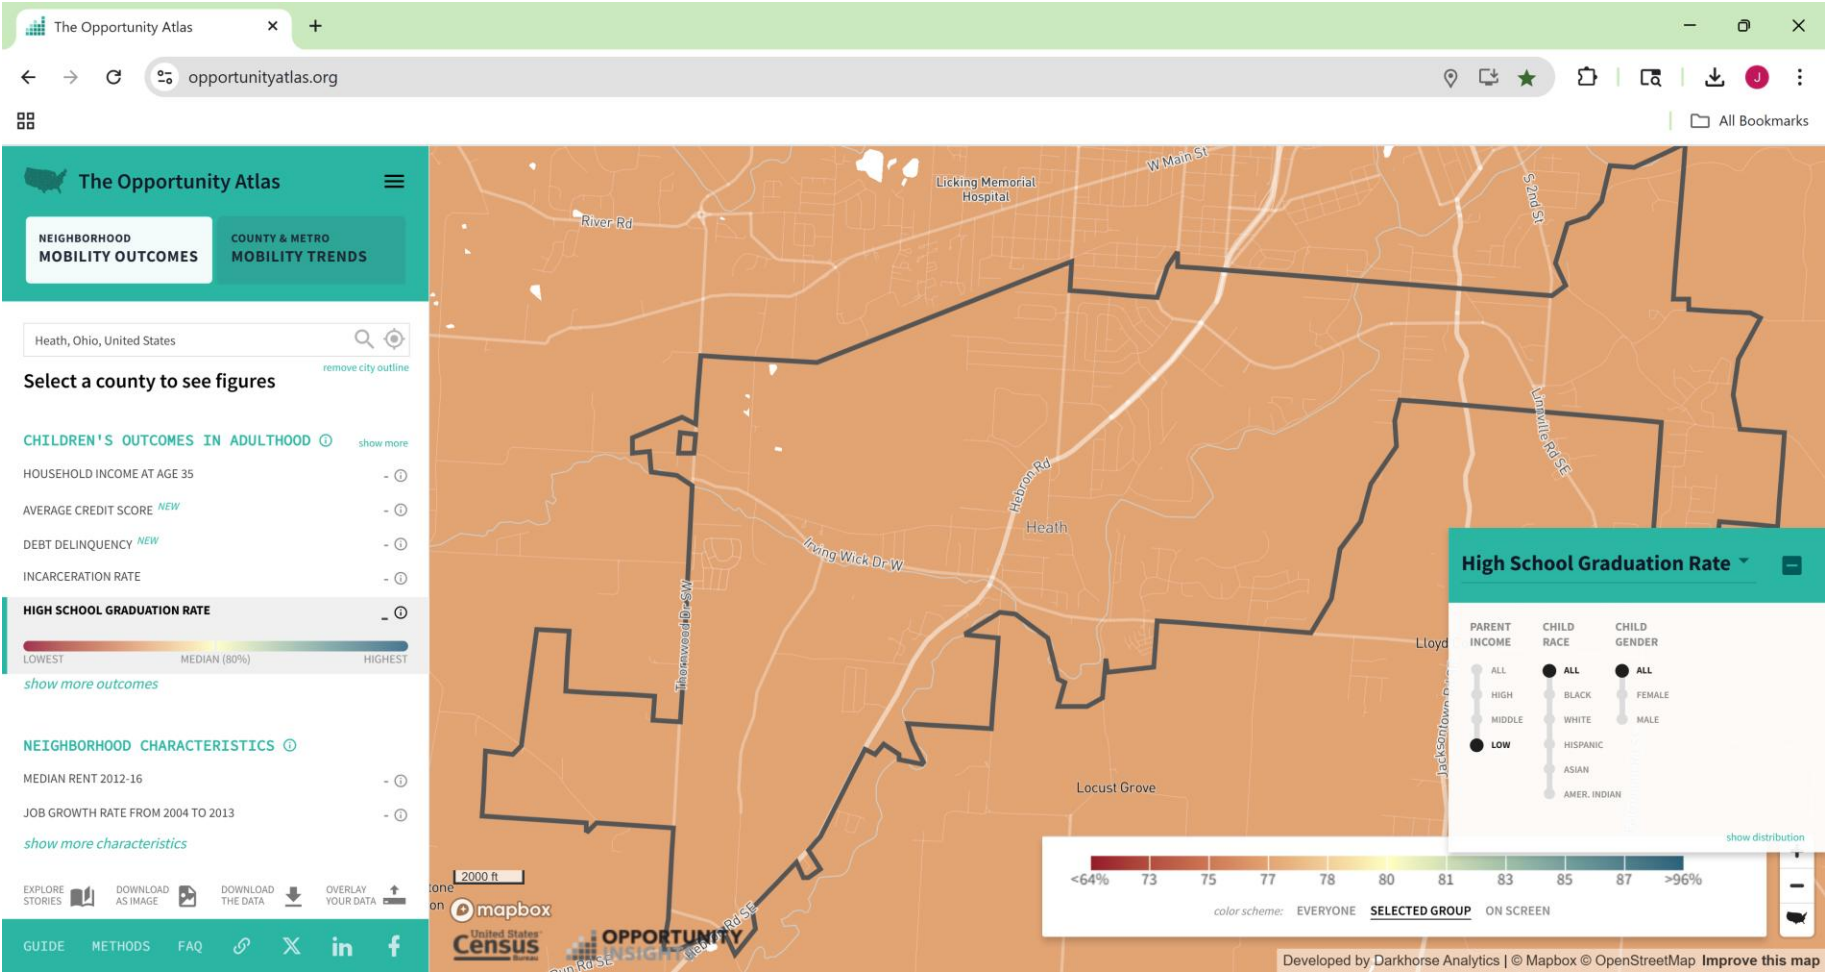 The Opportunity Atlas
opportunityatlas.org
J
All Bookmarks
The Opportunity Atlas
NEIGHBORHOOD
MOBILITY OUTCOMES
COUNTY & METRO
MOBILITY TRENDS
Heath, Ohio, United States
remove city outline
Select a county to see figures
CHILDREN'S OUTCOMES IN ADULTHOOD
show more
HOUSEHOLD INCOME AT AGE 35 -
AVERAGE CREDIT SCORE NEW -
DEBT DELINQUENCY NEW -
INCARCERATION RATE -
HIGH SCHOOL GRADUATION RATE -
LOWEST MEDIAN (80%) HIGHEST
show more outcomes
NEIGHBORHOOD CHARACTERISTICS
MEDIAN RENT 2012-16 -
JOB GROWTH RATE FROM 2004 TO 2013 -
show more characteristics
EXPLORE
STORIES
DOWNLOAD
AS IMAGE
DOWNLOAD
THE DATA
OVERLAY
YOUR DATA
GUIDE METHODS FAQ
W Main St
Licking Memorial
Hospital
River Rd
S 2nd St
Linnville Rd SE
Hebron Rd
Heath
Irving Wick Dr W
Thornwood Dr SW
Lloyd
Locust Grove
2000 ft
mapbox
United States
Census
Bureau
OPPORTUNITY
High School Graduation Rate
PARENT
INCOME
ALL
HIGH
MIDDLE
LOW
CHILD
RACE
ALL
BLACK
WHITE
HISPANIC
ASIAN
AMER. INDIAN
CHILD
GENDER
ALL
FEMALE
MALE
show distribution
<64% 73 75 77 78 80 81 83 85 87 >96%
color scheme: EVERYONE SELECTED GROUP ON SCREEN
Developed by Darkhorse Analytics | © Mapbox © OpenStreetMap Improve this map